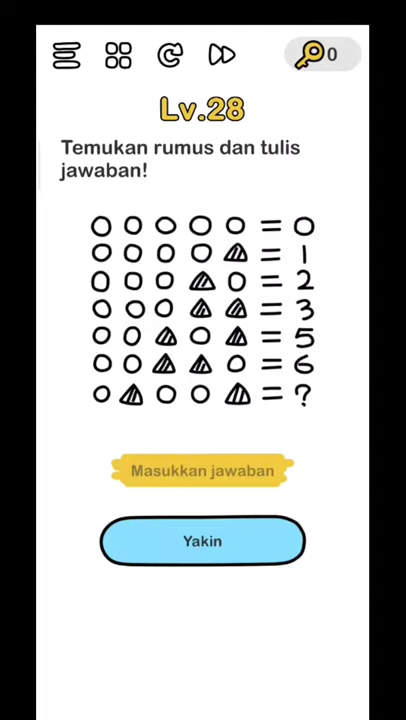 0
Lv.28
Temukan rumus dan tulis
jawaban!
○ ○ ○ ○ ○ = 0
○ ○ ○ ○ △ = 1
○ ○ ○ △ ○ = 2
○ ○ ○ △ △ = 3
○ ○ △ ○ △ = 5
○ ○ △ △ ○ = 6
○ △ ○ ○ △ = ?
Masukkan jawaban
Yakin